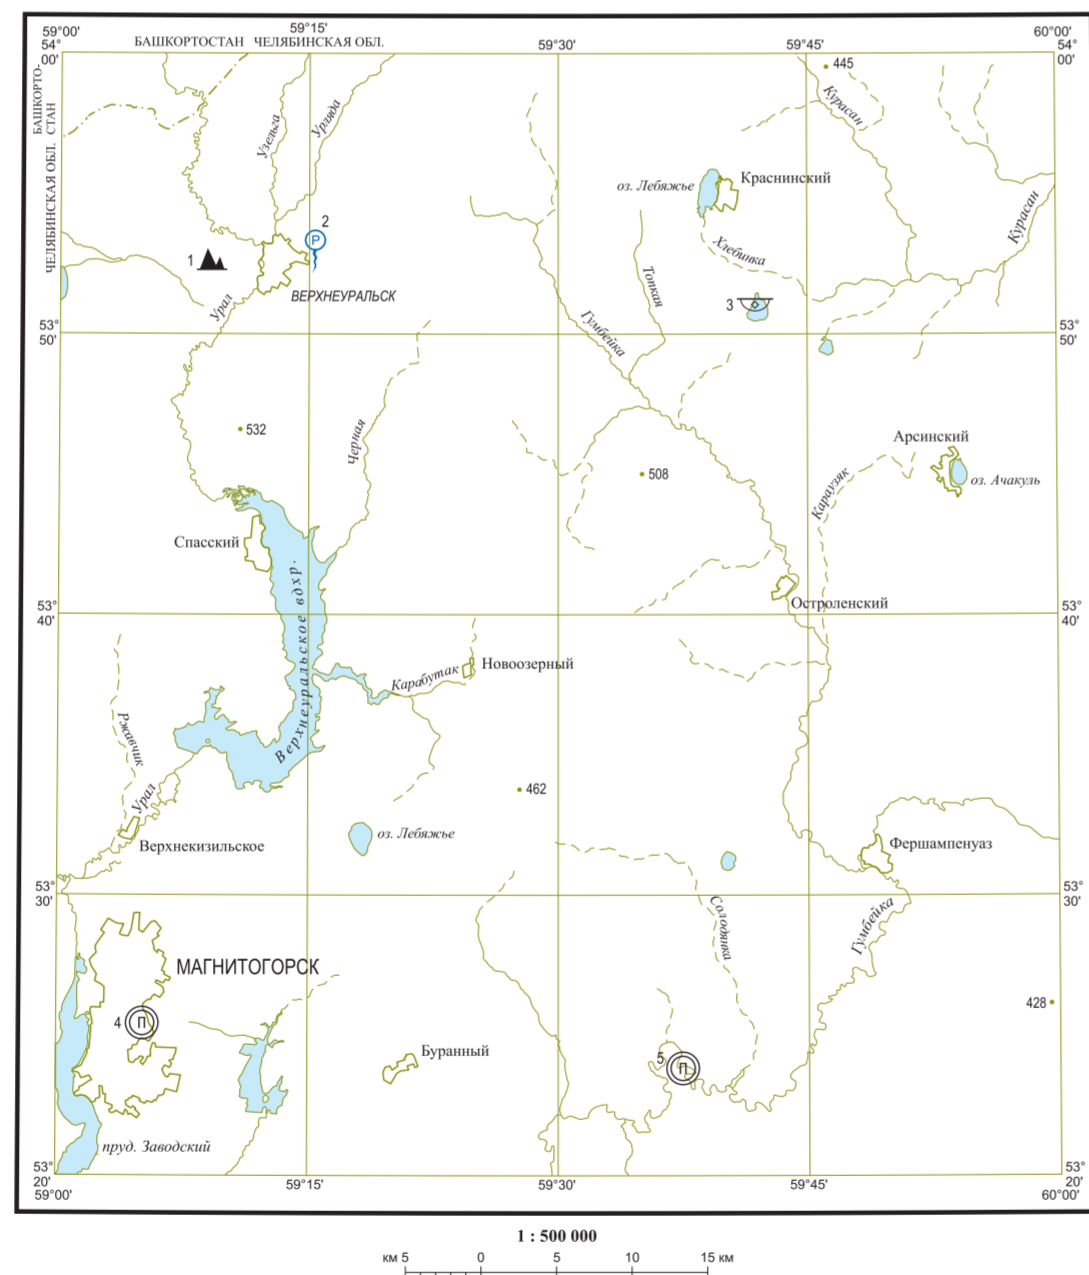 59°00'
59°15'
59°30'
59°45'
60°00'
БАШКОРТОСТАН ЧЕЛЯБИНСКАЯ ОБЛ.
54°
00'
54°
00'
БАШКОРТО-
СТАН
ЧЕЛЯБИНСКАЯ ОБЛ.
445
Курасан
Узельга
Урляда
оз. Лебяжье
Краснинский
2
Р
1
Курасан
Хлебинка
Топкая
ВЕРХНЕУРАЛЬСК
3
Урал
Гумбейка
53°
50'
53°
50'
532
Черная
Арсинский
508
оз. Ачакуль
Караузяк
Спасский
Верхнеуральское вдхр.
53°
40'
53°
40'
Остроленский
Новоозерный
Карабутак
Ржавчик
Урал
462
оз. Лебяжье
Верхнекизильское
Фершампенуаз
53°
30'
53°
30'
Солодянка
Гумбейка
МАГНИТОГОРСК
428
4
П
Буранный
5
П
пруд. Заводский
53°
20'
53°
20'
59°00'
59°15'
59°30'
59°45'
60°00'
1 : 500 000
км 5 0 5 10 15 км